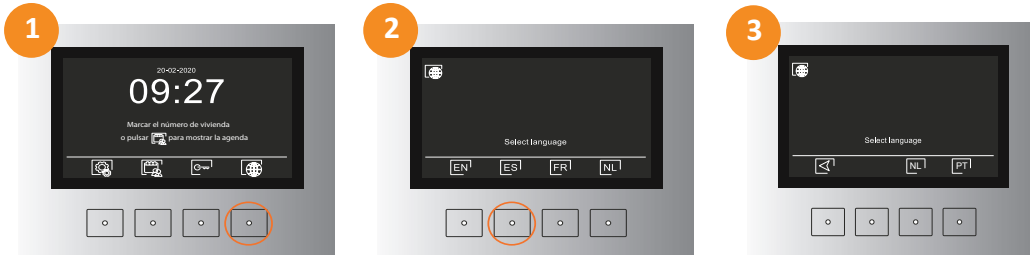 1
20-02-2020
09:27
Marcar el número de vivienda
o pulsar para mostrar la agenda
2
Select language
EN ES FR NL
3
Select language
NL PT